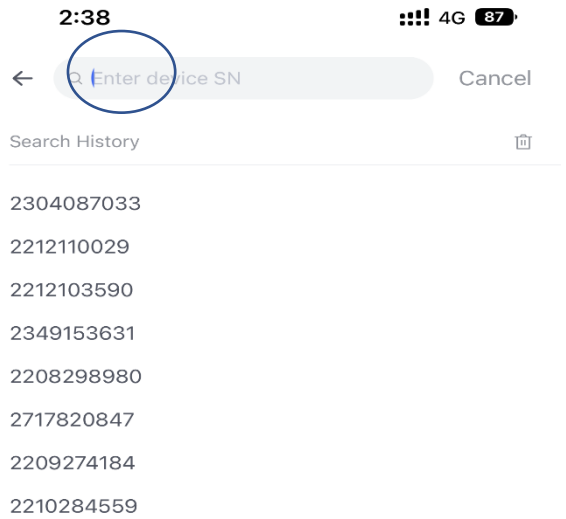 2:38 4G 87
Enter device SN Cancel
Search History
2304087033
2212110029
2212103590
2349153631
2208298980
2717820847
2209274184
2210284559